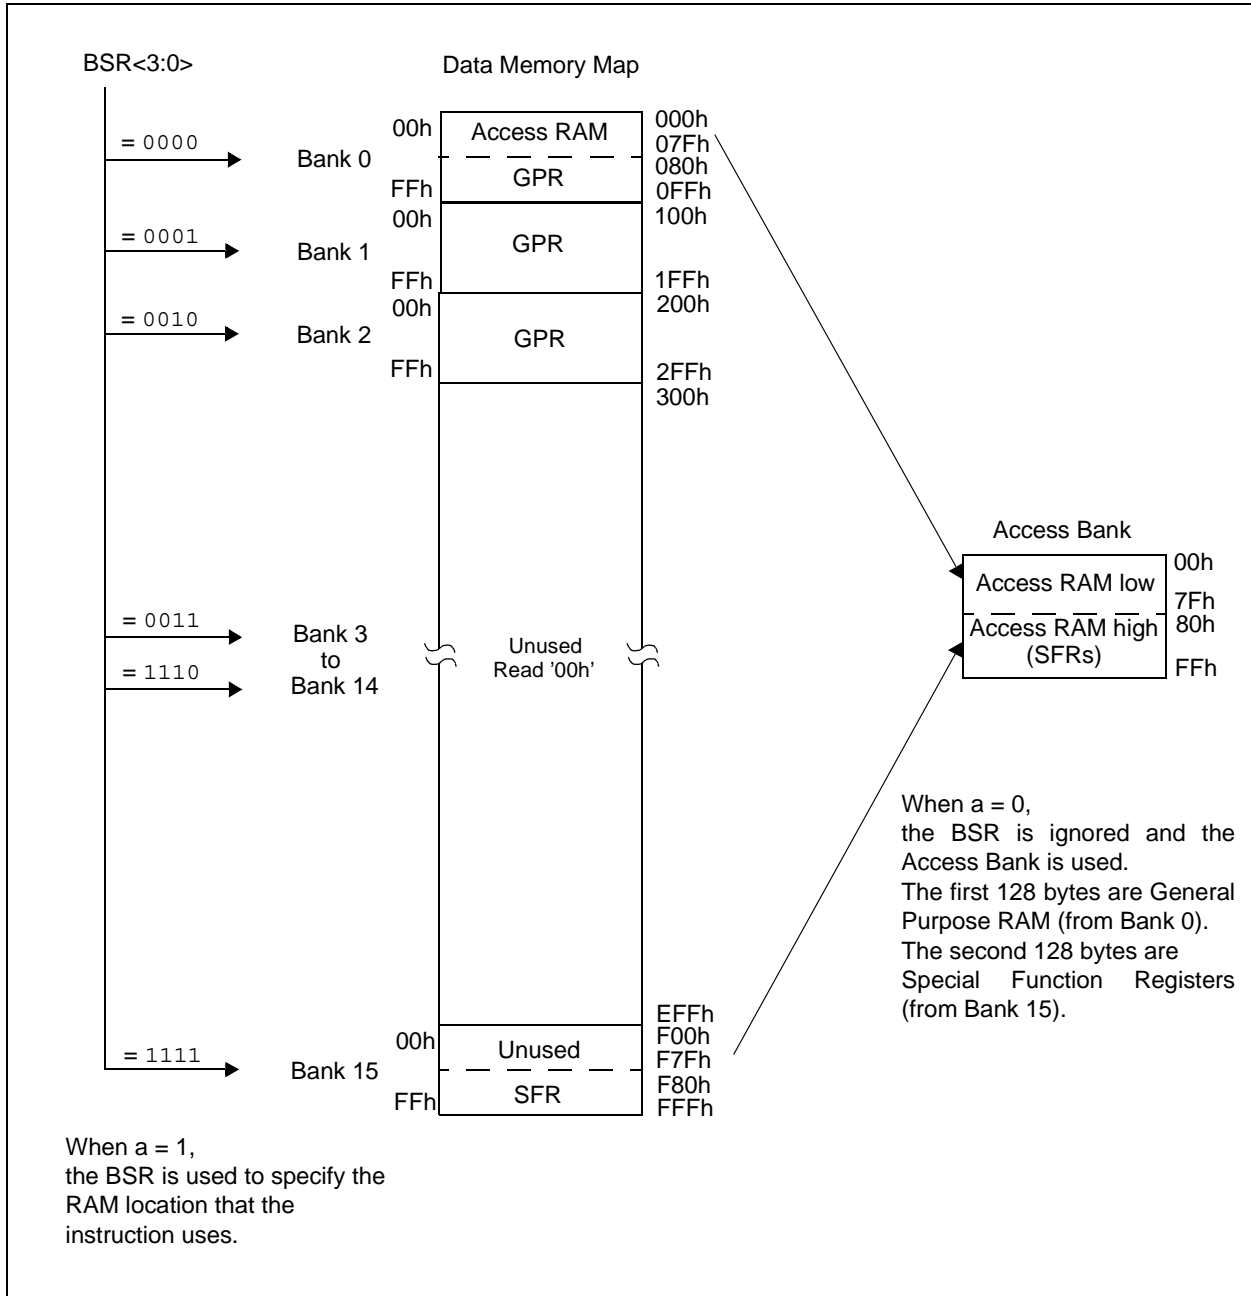 BSR<3:0>
Data Memory Map
= 0000
Bank 0
00h
Access RAM
000h
07Fh
080h
FFh
GPR
0FFh
= 0001
Bank 1
00h
GPR
100h
FFh
1FFh
= 0010
Bank 2
00h
GPR
200h
FFh
2FFh
300h
= 0011
Bank 3
to
= 1110
Bank 14
Unused
Read '00h'
Access Bank
Access RAM low
00h
7Fh
Access RAM high
(SFRs)
80h
FFh
When a = 0,
the BSR is ignored and the
Access Bank is used.
The first 128 bytes are General
Purpose RAM (from Bank 0).
The second 128 bytes are
Special Function Registers
(from Bank 15).
= 1111
Bank 15
00h
Unused
EFFh
F00h
F7Fh
FFh
SFR
F80h
FFFh
When a = 1,
the BSR is used to specify the
RAM location that the
instruction uses.